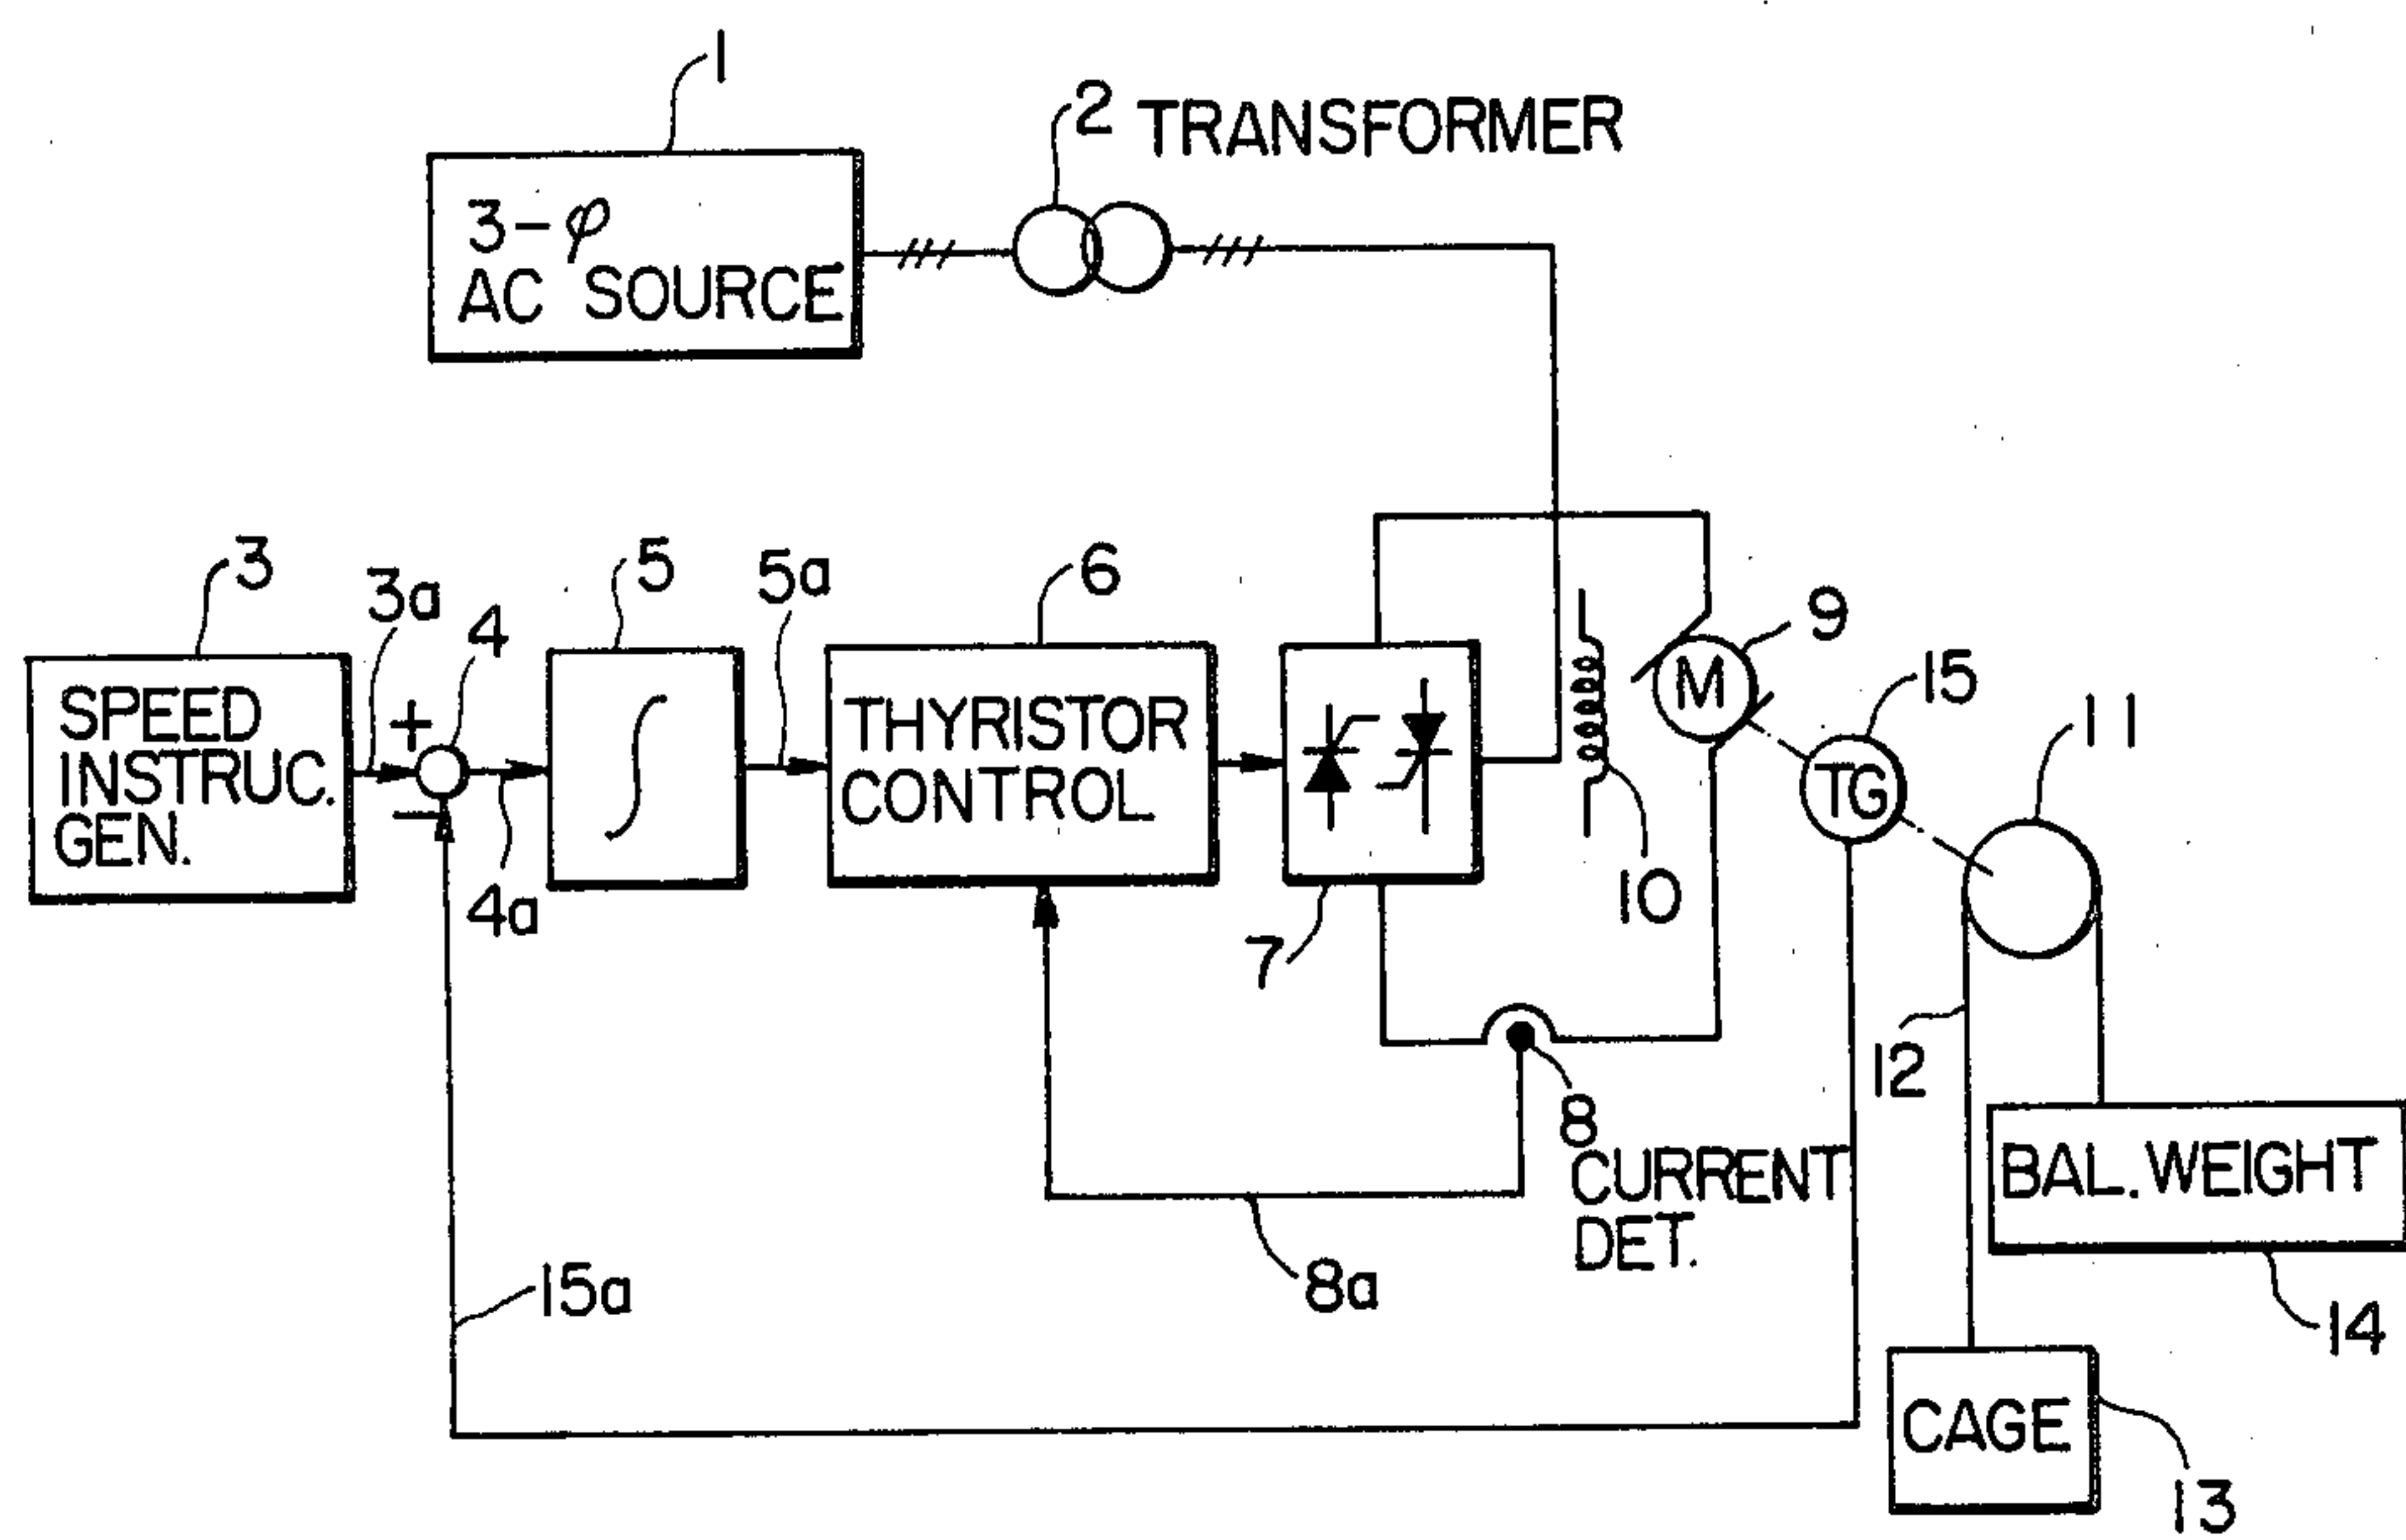 1
2 TRANSFORMER
3-φ
AC SOURCE
3
3a
4
5
5a
6
9
15
11
SPEED
INSTRUC.
GEN.
+
−
4a
∫
THYRISTOR
CONTROL
7
10
M
TG
12
8
CURRENT
DET.
8a
15a
BAL. WEIGHT
14
CAGE
13